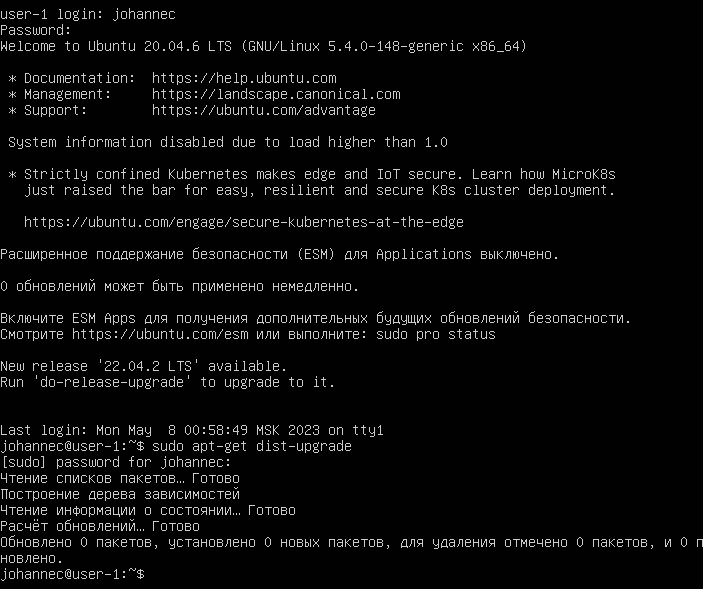 user-1 login: johannec
Password:
Welcome to Ubuntu 20.04.6 LTS (GNU/Linux 5.4.0-148-generic x86_64)
* Documentation:  https://help.ubuntu.com
* Management:     https://landscape.canonical.com
* Support:        https://ubuntu.com/advantage
System information disabled due to load higher than 1.0
* Strictly confined Kubernetes makes edge and IoT secure. Learn how MicroK8s
just raised the bar for easy, resilient and secure K8s cluster deployment.
https://ubuntu.com/engage/secure-kubernetes-at-the-edge
Расширенное поддержание безопасности (ESM) для Applications выключено.
0 обновлений может быть применено немедленно.
Включите ESM Apps для получения дополнительных будущих обновлений безопасности.
Смотрите https://ubuntu.com/esm или выполните: sudo pro status
New release '22.04.2 LTS' available.
Run 'do-release-upgrade' to upgrade to it.
Last login: Mon May  8 00:58:49 MSK 2023 on tty1
johannec@user-1:~$ sudo apt-get dist-upgrade
[sudo] password for johannec:
Чтение списков пакетов… Готово
Построение дерева зависимостей
Чтение информации о состоянии… Готово
Расчёт обновлений… Готово
Обновлено 0 пакетов, установлено 0 новых пакетов, для удаления отмечено 0 пакетов, и 0 п
новлено.
johannec@user-1:~$